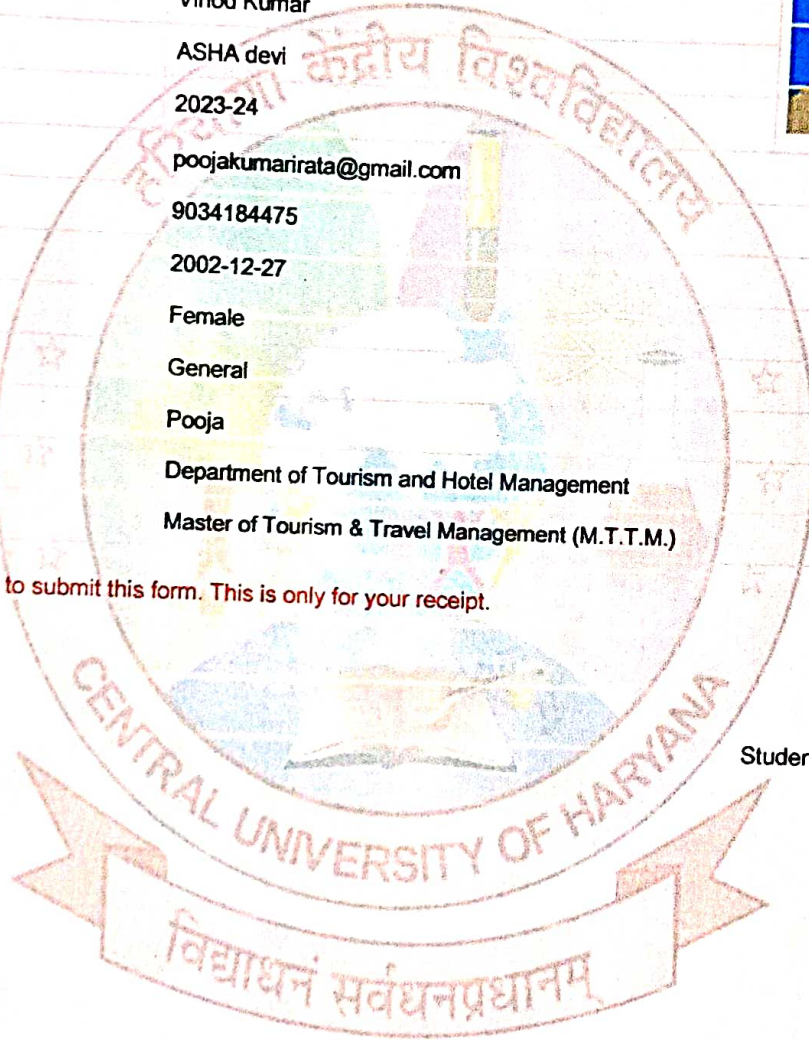 Vinod Kumar
ASHA devi
हरियाणा केंद्रीय विश्वविद्यालय
2023-24
poojakumarirata@gmail.com
9034184475
2002-12-27
Female
General
Pooja
Department of Tourism and Hotel Management
Master of Tourism & Travel Management (M.T.T.M.)
to submit this form. This is only for your receipt.
Studen
CENTRAL UNIVERSITY OF HARYANA
विद्याधनं सर्वधनप्रधानम्